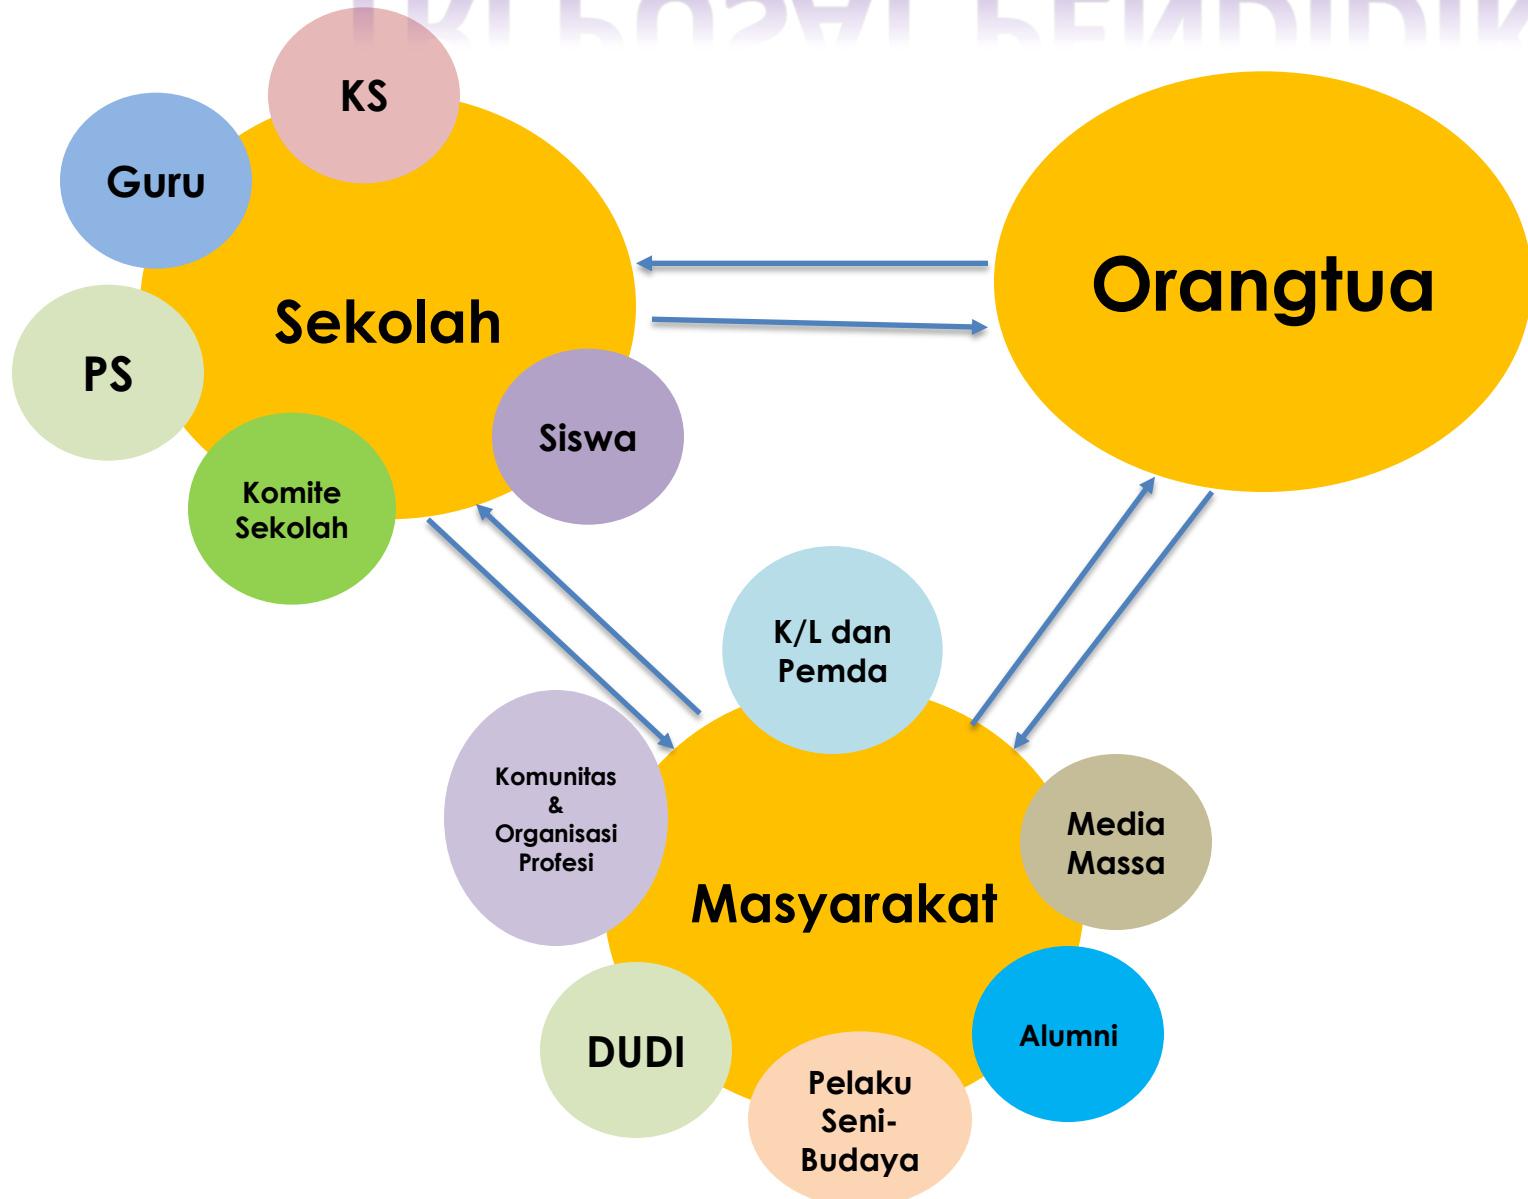 KS
Guru
Sekolah
PS
Siswa
Komite
Sekolah
Orangtua
K/L dan
Pemda
Komunitas
&
Organisasi
Profesi
Media
Massa
Masyarakat
DUDI
Alumni
Pelaku
Seni-
Budaya